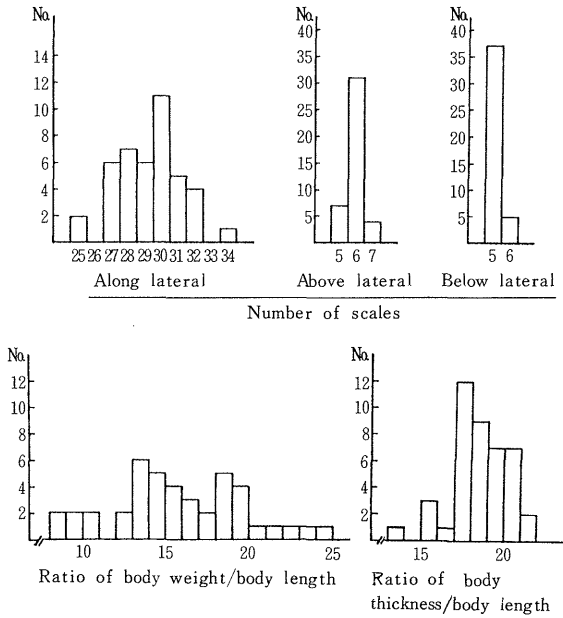 No.
No.
No.
14
12
10
8
6
4
2
40
35
30
25
20
15
10
5
40
35
30
25
20
15
10
5
25 26 27 28 29 30 31 32 33 34
5 6 7
5 6
Along lateral
Above lateral
Below lateral
Number of scales
No.
No.
12
10
8
6
4
2
12
10
8
6
4
2
10 15 20 25
15 20
Ratio of body weight/body length
Ratio of body
thickness/body length